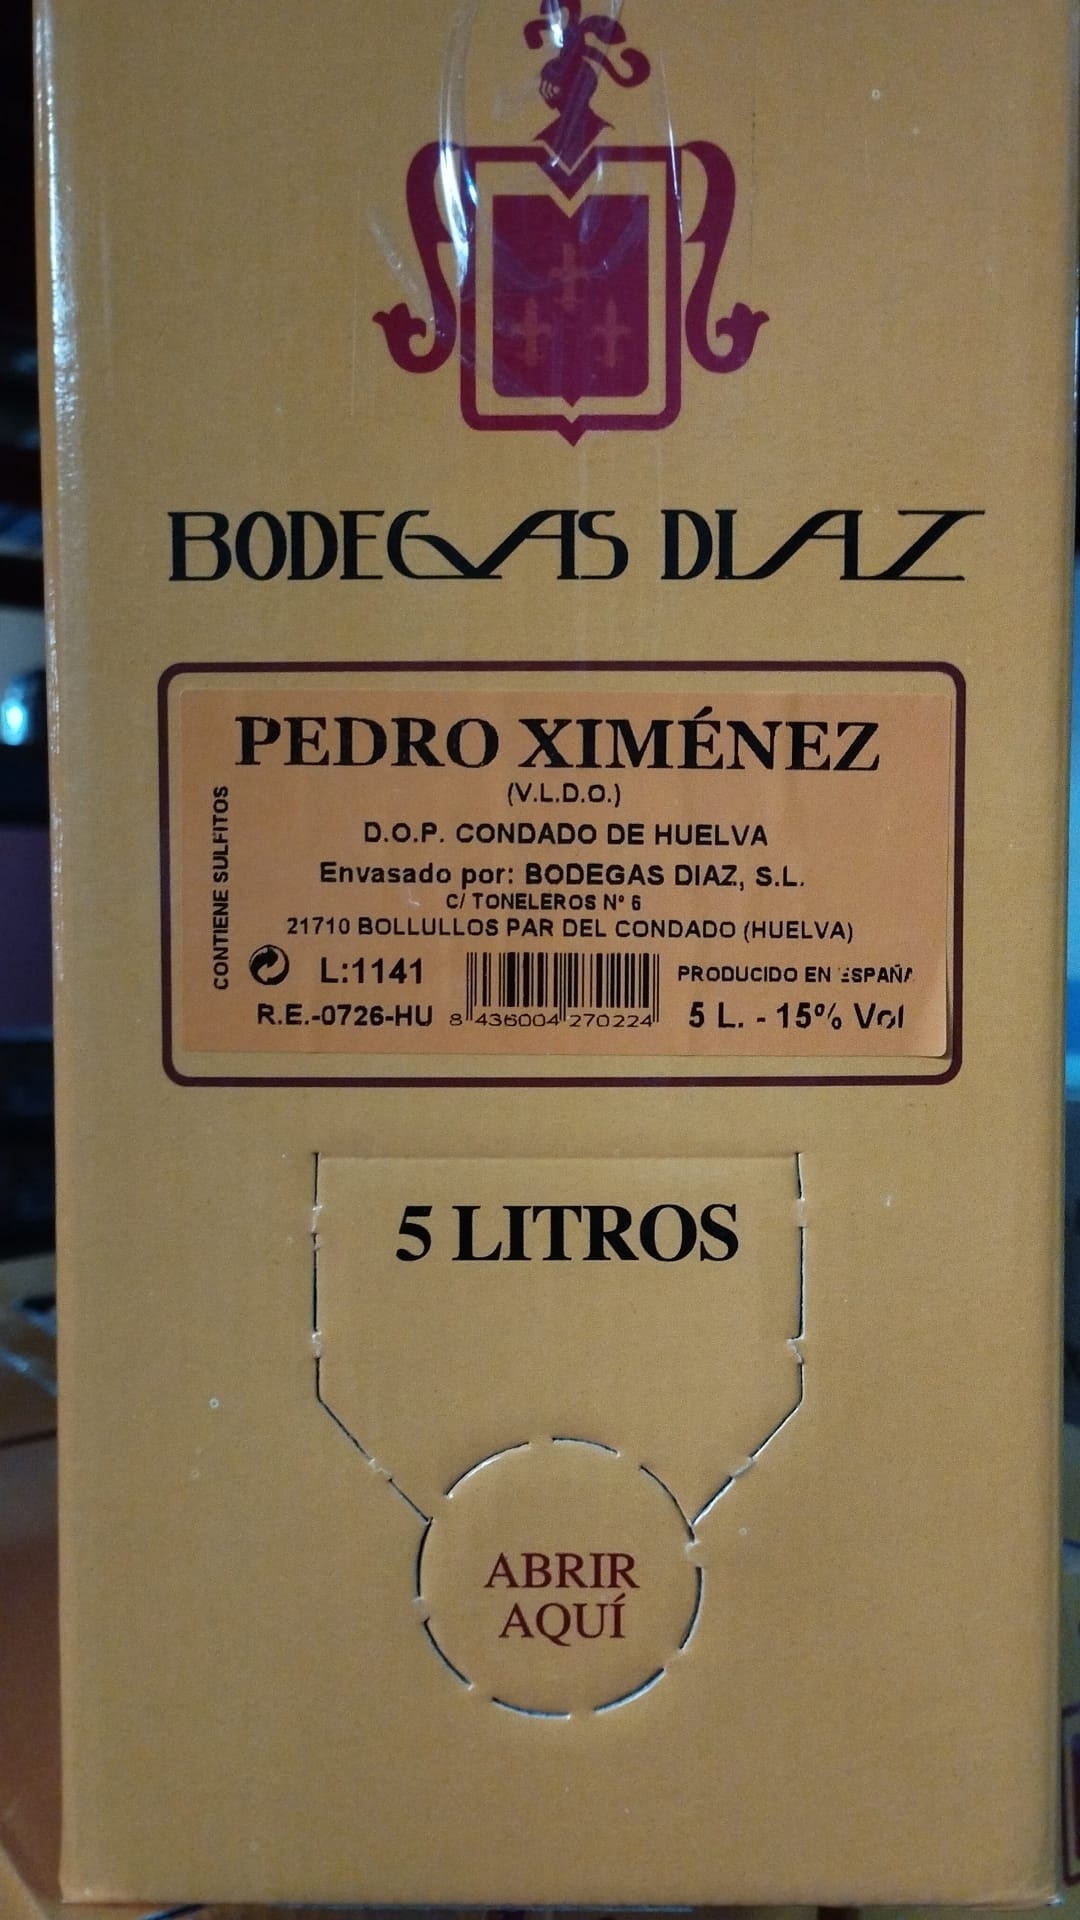 BODEGAS DIAZ
PEDRO XIMÉNEZ
(V.L.D.O.)
D.O.P. CONDADO DE HUELVA
Envasado por: BODEGAS DIAZ, S.L.
C/ TONELEROS Nº 6
21710 BOLLULLOS PAR DEL CONDADO (HUELVA)
CONTIENE SULFITOS
L:1141
PRODUCIDO EN ESPAÑA
R.E.-0726-HU
8 436004 270224
5 L. - 15% Vol
5 LITROS
ABRIR
AQUÍ